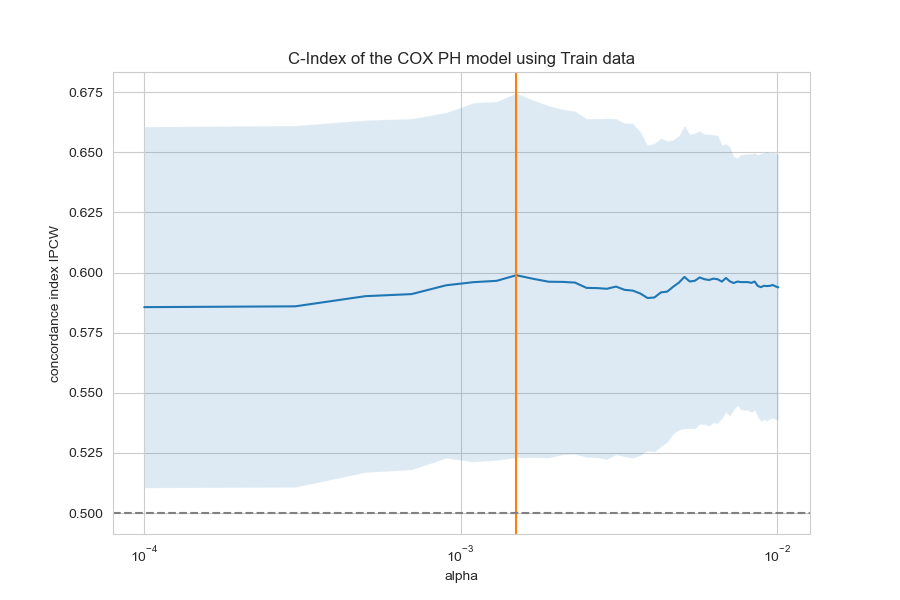 C-Index of the COX PH model using Train data
concordance index IPCW
0.675
0.650
0.625
0.600
0.575
0.550
0.525
0.500
10⁻⁴ 10⁻³ 10⁻²
alpha